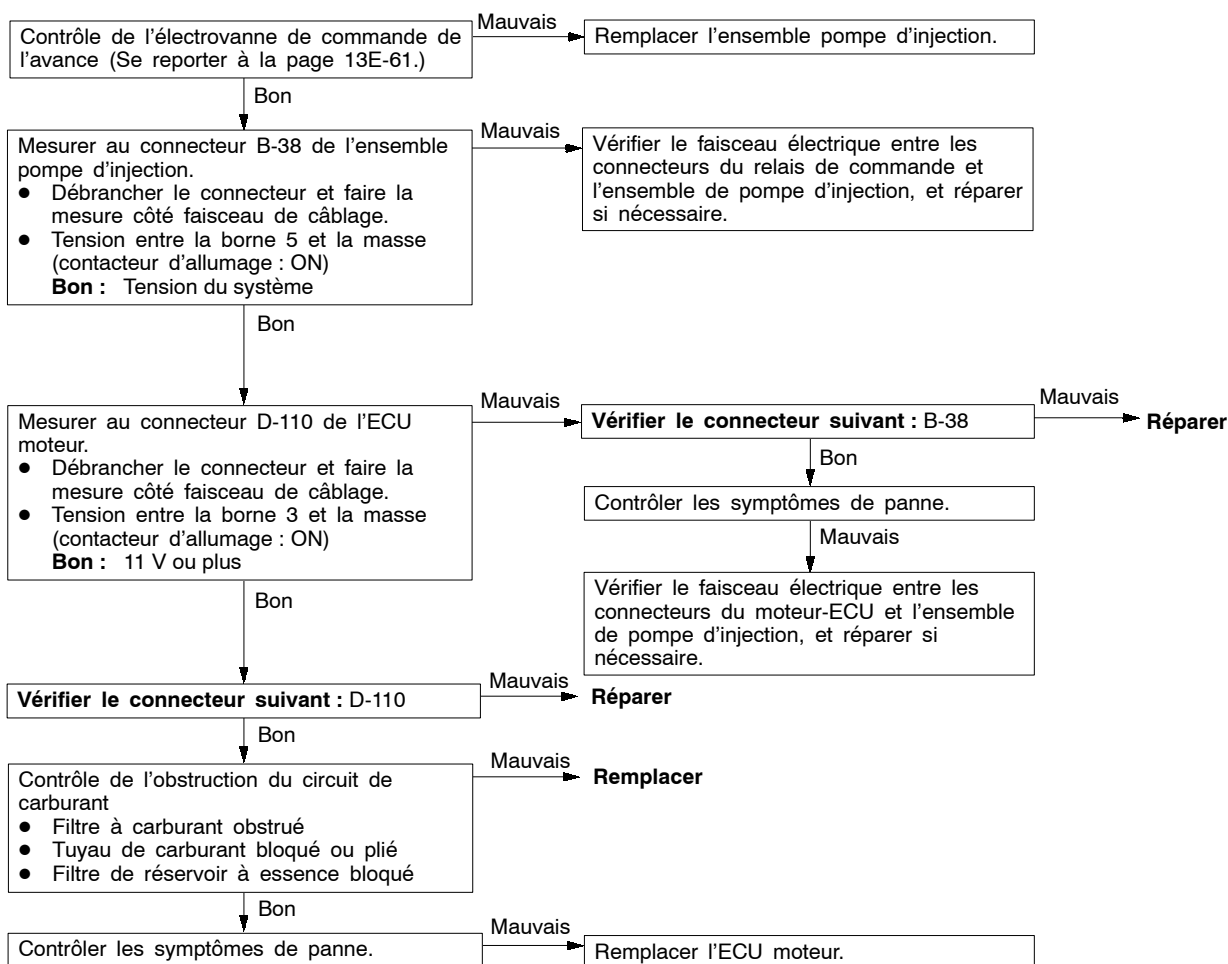 Contrôle de l'électrovanne de commande de
l'avance (Se reporter à la page 13E-61.)
Mauvais
Remplacer l'ensemble pompe d'injection.
Bon
Mesurer au connecteur B-38 de l'ensemble
pompe d'injection.
● Débrancher le connecteur et faire la
mesure côté faisceau de câblage.
● Tension entre la borne 5 et la masse
(contacteur d'allumage : ON)
Bon : Tension du système
Mauvais
Vérifier le faisceau électrique entre les
connecteurs du relais de commande et
l'ensemble de pompe d'injection, et réparer
si nécessaire.
Bon
Mesurer au connecteur D-110 de l'ECU
moteur.
● Débrancher le connecteur et faire la
mesure côté faisceau de câblage.
● Tension entre la borne 3 et la masse
(contacteur d'allumage : ON)
Bon : 11 V ou plus
Mauvais
Vérifier le connecteur suivant : B-38
Mauvais
Réparer
Bon
Contrôler les symptômes de panne.
Mauvais
Vérifier le faisceau électrique entre les
connecteurs du moteur-ECU et l'ensemble
de pompe d'injection, et réparer si
nécessaire.
Bon
Vérifier le connecteur suivant : D-110
Mauvais
Réparer
Bon
Contrôle de l'obstruction du circuit de
carburant
● Filtre à carburant obstrué
● Tuyau de carburant bloqué ou plié
● Filtre de réservoir à essence bloqué
Mauvais
Remplacer
Bon
Contrôler les symptômes de panne.
Mauvais
Remplacer l'ECU moteur.